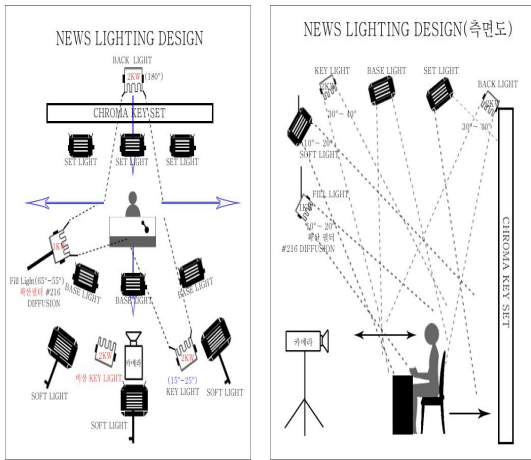 NEWS LIGHTING DESIGN
BACK LIGHT
2KW (180°)
CHROMA KEY SET
SET LIGHT SET LIGHT SET LIGHT
1KW
Fill Light(65°~55°)
확산필터 #216
DIFFUSION
BASE LIGHT
BASE LIGHT
BASE LIGHT
2KW
비상 KEY LIGHT
카메라
2KW
(15°~25°)
KEY LIGHT
SOFT LIGHT
SOFT LIGHT
SOFT LIGHT
NEWS LIGHTING DESIGN(측면도)
KEY LIGHT
BASE LIGHT
SET LIGHT
BACK LIGHT
2KW
30°~ 40°
2KW
30°~ 40°
(10°~ 20°)
SOFT LIGHT
FILL LIGHT
1KW
10°~ 20°
확산 필터
#216 DIFFUSION
CHROMA KEY SET
카메라